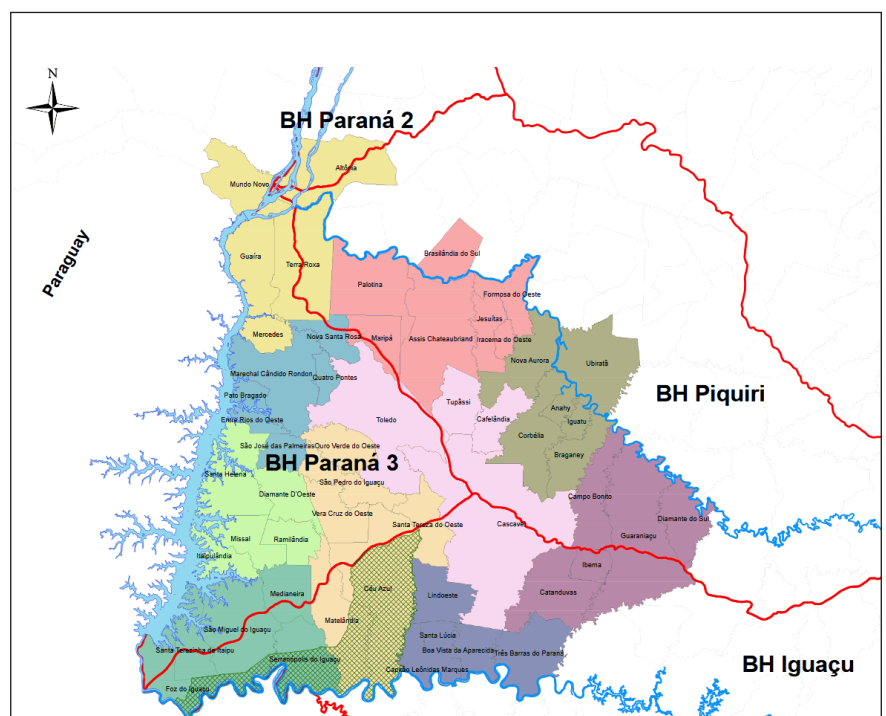 N
BH Paraná 2
Altônia
Mundo Novo
Paraguay
Guaíra
Terra Roxa
Brasilândia do Sul
Palotina
Formosa do Oeste
Jesuítas
Mercedes
Nova Santa Rosa
Maripá
Assis Chateaubriand
Iracema do Oeste
Nova Aurora
Ubiratã
Marechal Cândido Rondon
Quatro Pontes
BH Piquiri
Pato Bragado
Tupãssi
Anahy
Entre Rios do Oeste
Toledo
Cafelândia
Iguatu
Corbélia
São José das Palmeiras
Ouro Verde do Oeste
Braganey
BH Paraná 3
Santa Helena
São Pedro do Iguaçu
Diamante D'Oeste
Campo Bonito
Vera Cruz do Oeste
Santa Tereza do Oeste
Cascavel
Diamante do Sul
Missal
Ramilândia
Guaraniaçu
Itaipulândia
Ibema
Medianeira
Céu Azul
Lindoeste
Catanduvas
Matelândia
São Miguel do Iguaçu
Santa Lúcia
Santa Terezinha de Itaipu
Boa Vista da Aparecida
Três Barras do Paraná
Serranópolis do Iguaçu
BH Iguaçu
Capitão Leônidas Marques
Foz do Iguaçu